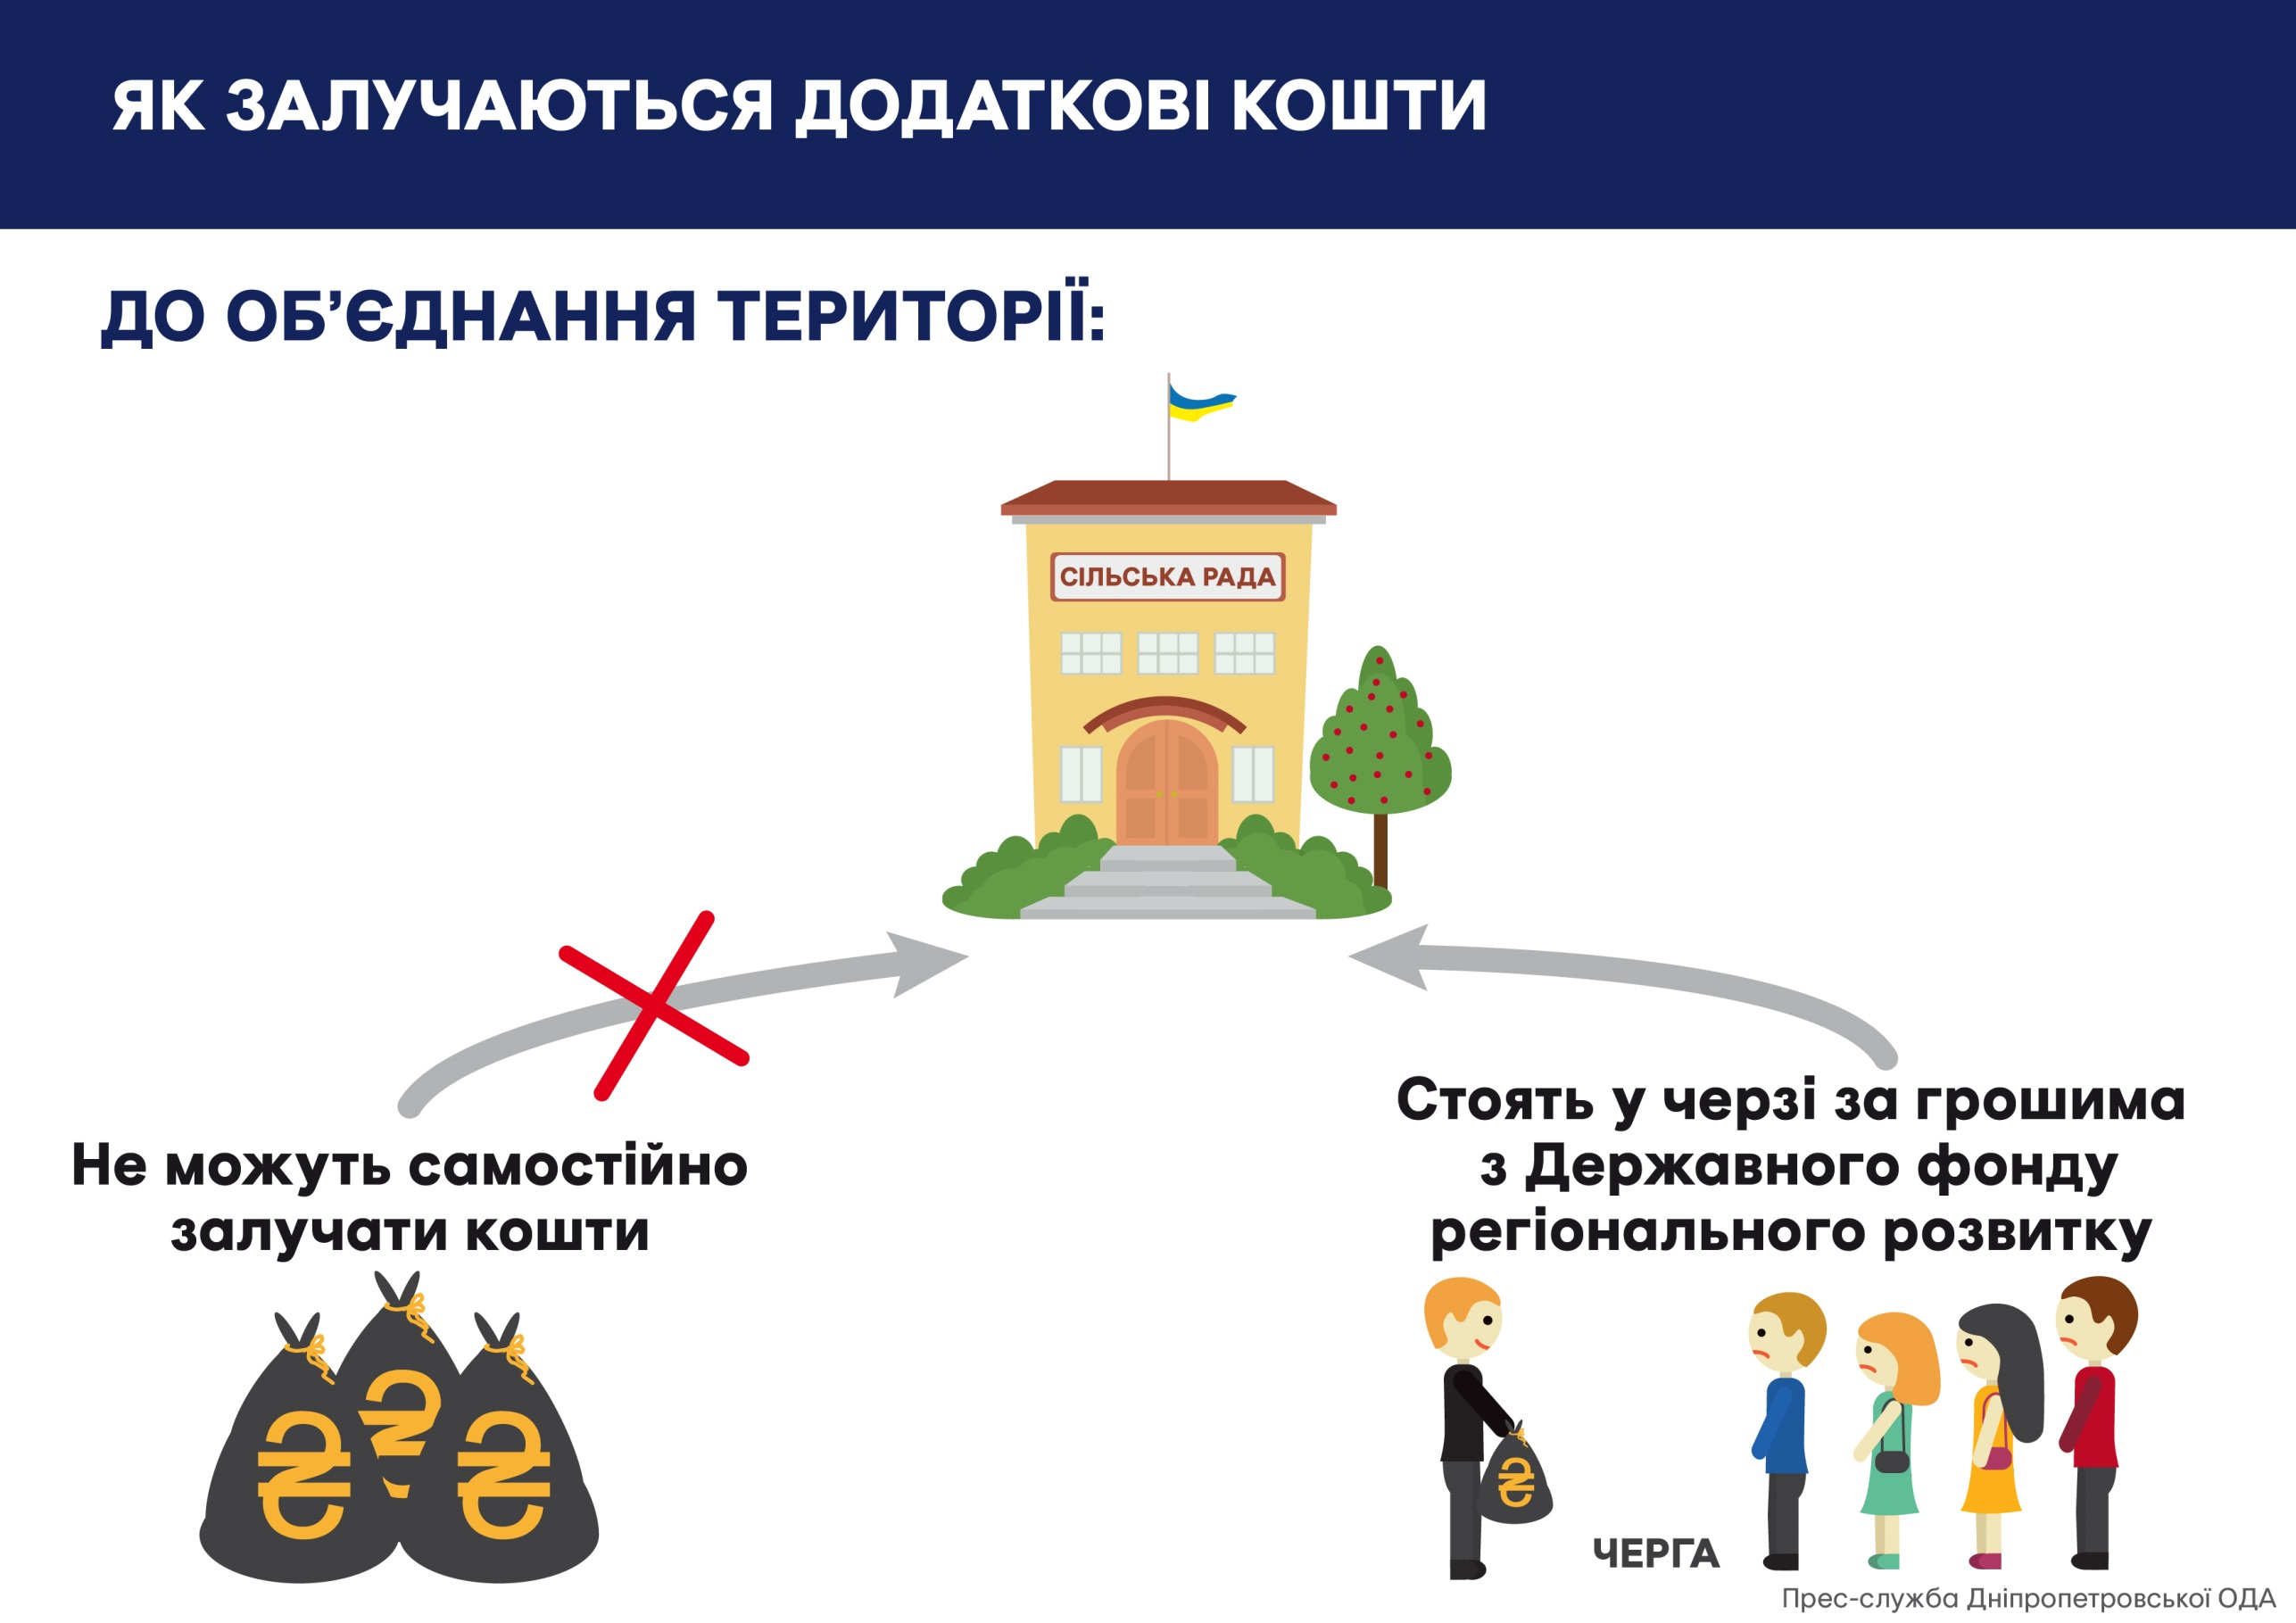 ЯК ЗАЛУЧАЮТЬСЯ ДОДАТКОВІ КОШТИ
ДО ОБ’ЄДНАННЯ ТЕРИТОРІЇ:
СІЛЬСЬКА РАДА
Не можуть самостійно
залучати кошти
Стоять у черзі за грошима
з Державного фонду
регіонального розвитку
ЧЕРГА
Прес-служба Дніпропетровської ОДА